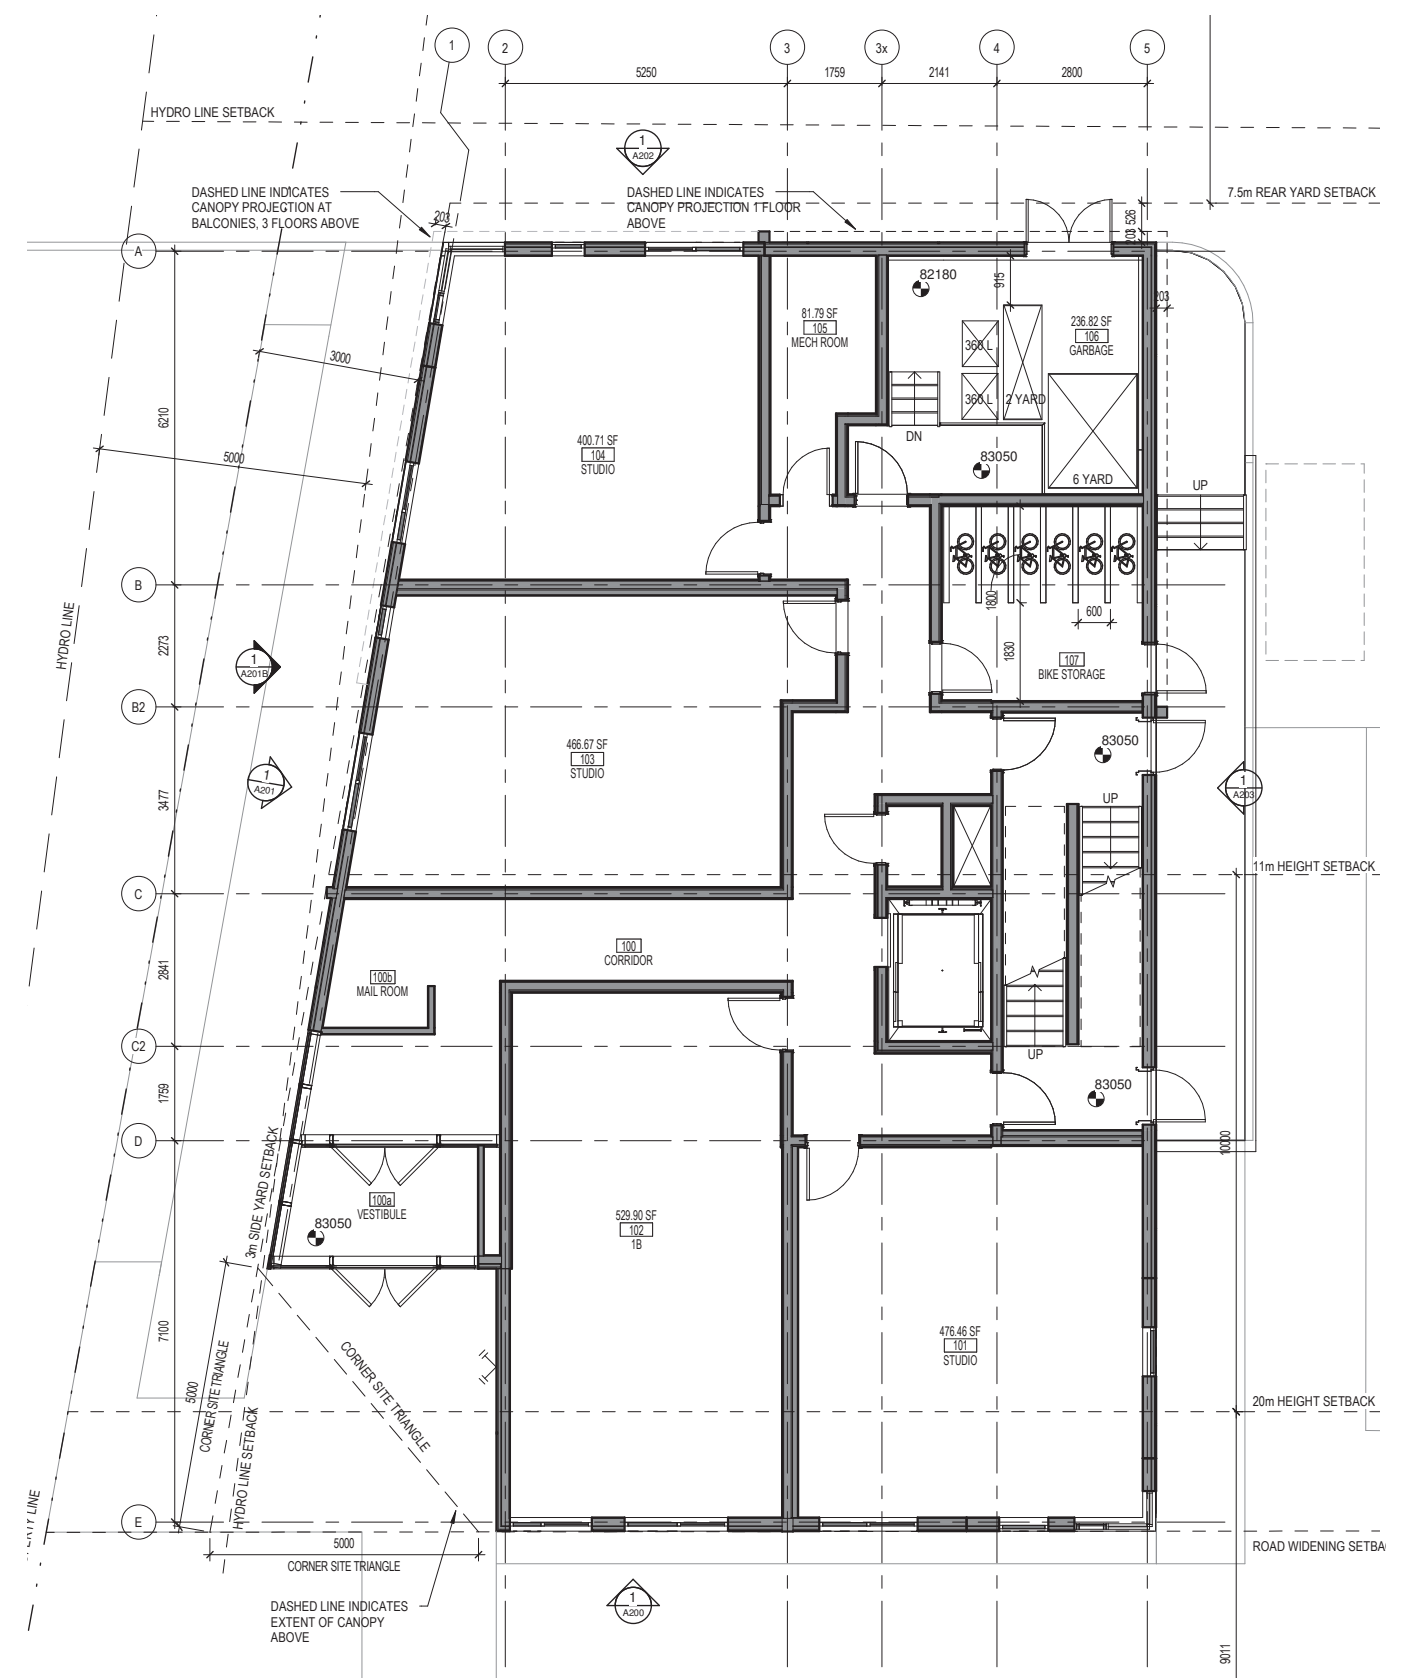 1
2
3
3x
4
5
5250
1759
2141
2800
HYDRO LINE SETBACK
1
A202
DASHED LINE INDICATES
CANOPY PROJECTION AT
BALCONIES, 3 FLOORS ABOVE
203
DASHED LINE INDICATES
CANOPY PROJECTION 1 FLOOR
ABOVE
7.5m REAR YARD SETBACK
526
203
A
82180
915
203
81.79 SF
105
MECH ROOM
236.82 SF
106
GARBAGE
360 L
3000
360 L
2 YARD
6210
DN
400.71 SF
104
STUDIO
5000
83050
6 YARD
UP
B
1800
600
HYDRO LINE
2273
1830
1
A201B
107
BIKE STORAGE
B2
466.67 SF
103
STUDIO
83050
1
A201
1
A203
3477
UP
11m HEIGHT SETBACK
C
100
CORRIDOR
2841
100b
MAIL ROOM
C2
UP
1759
83050
D
10000
3m SIDE YARD SETBACK
100a
VESTIBULE
83050
529.90 SF
102
1B
7100
476.46 SF
101
STUDIO
5000
CORNER SITE TRIANGLE
CORNER SITE TRIANGLE
20m HEIGHT SETBACK
HYDRO LINE SETBACK
E
5000
CORNER SITE TRIANGLE
ROAD WIDENING SETBA
DASHED LINE INDICATES
EXTENT OF CANOPY
ABOVE
1
A200
9011